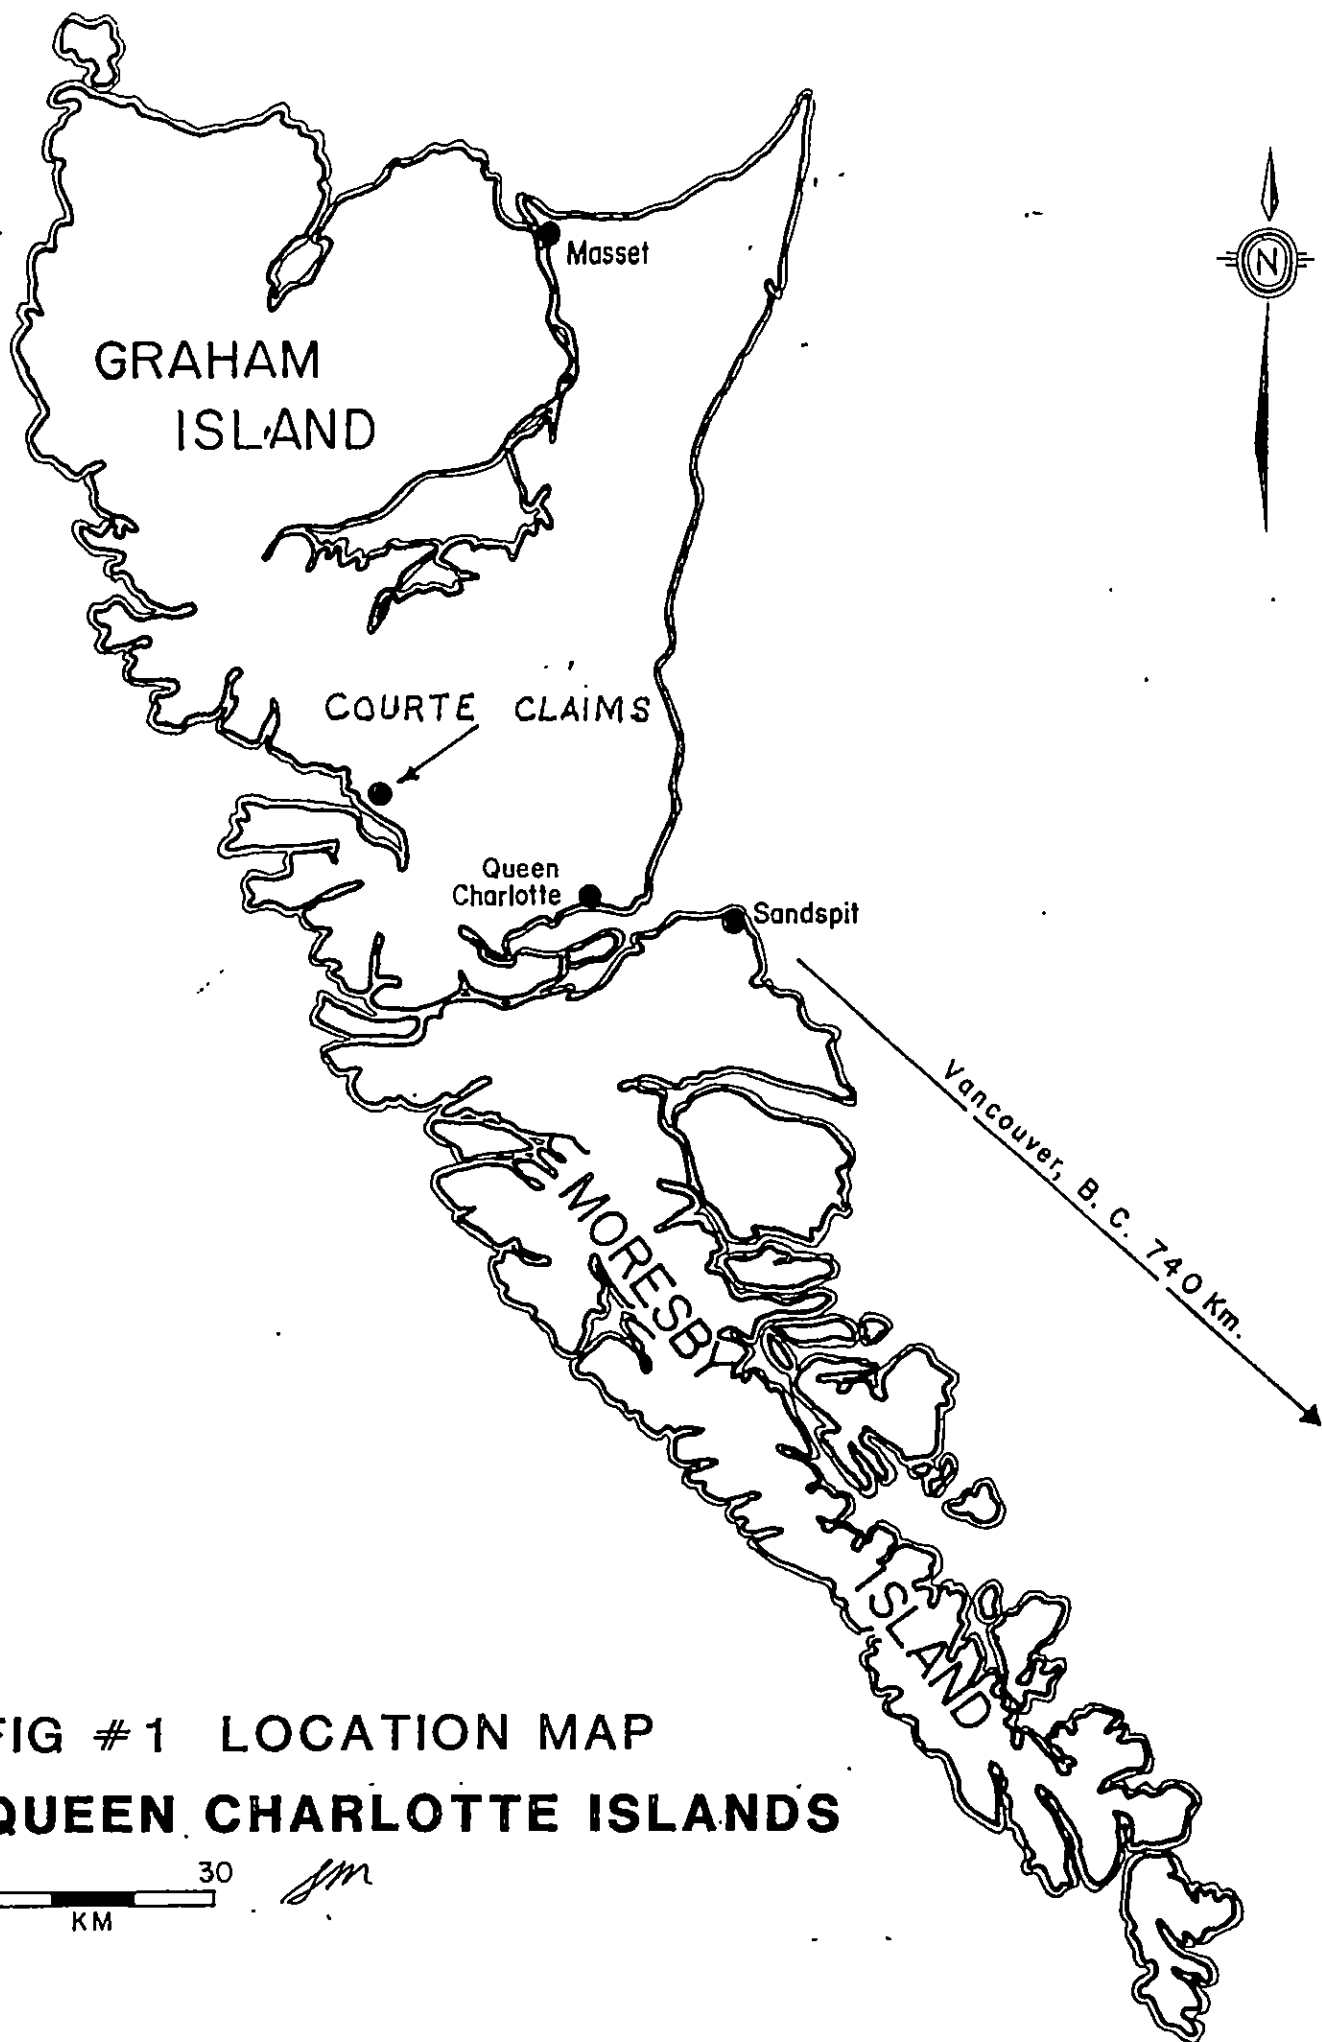 Masset
N
GRAHAM
ISLAND
COURTE CLAIMS
Queen
Charlotte
Sandspit
Vancouver, B. C. 740 Km.
MORESBY
ISLAND
FIG #1 LOCATION MAP
QUEEN CHARLOTTE ISLANDS
30
KM